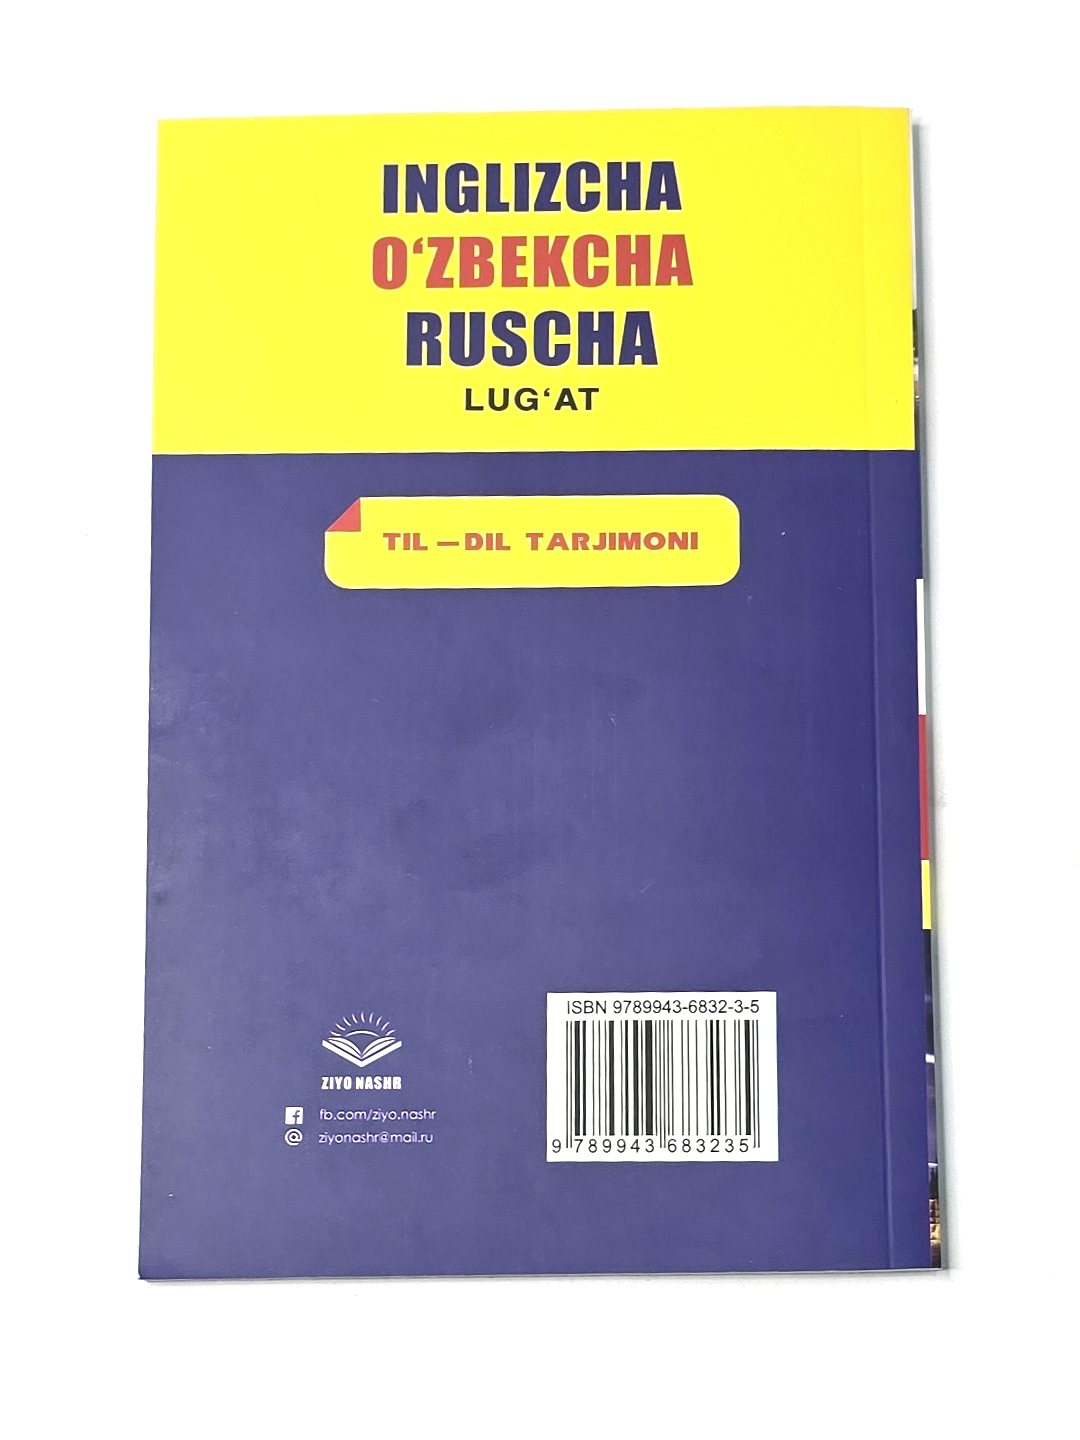 INGLIZCHA
O‘ZBEKCHA
RUSCHA
LUG‘AT
TIL — DIL TARJIMONI
ZIYO NASHR
fb.com/ziyo.nashr
ziyonashr@mail.ru
ISBN 9789943-6832-3-5
9 789943 683235